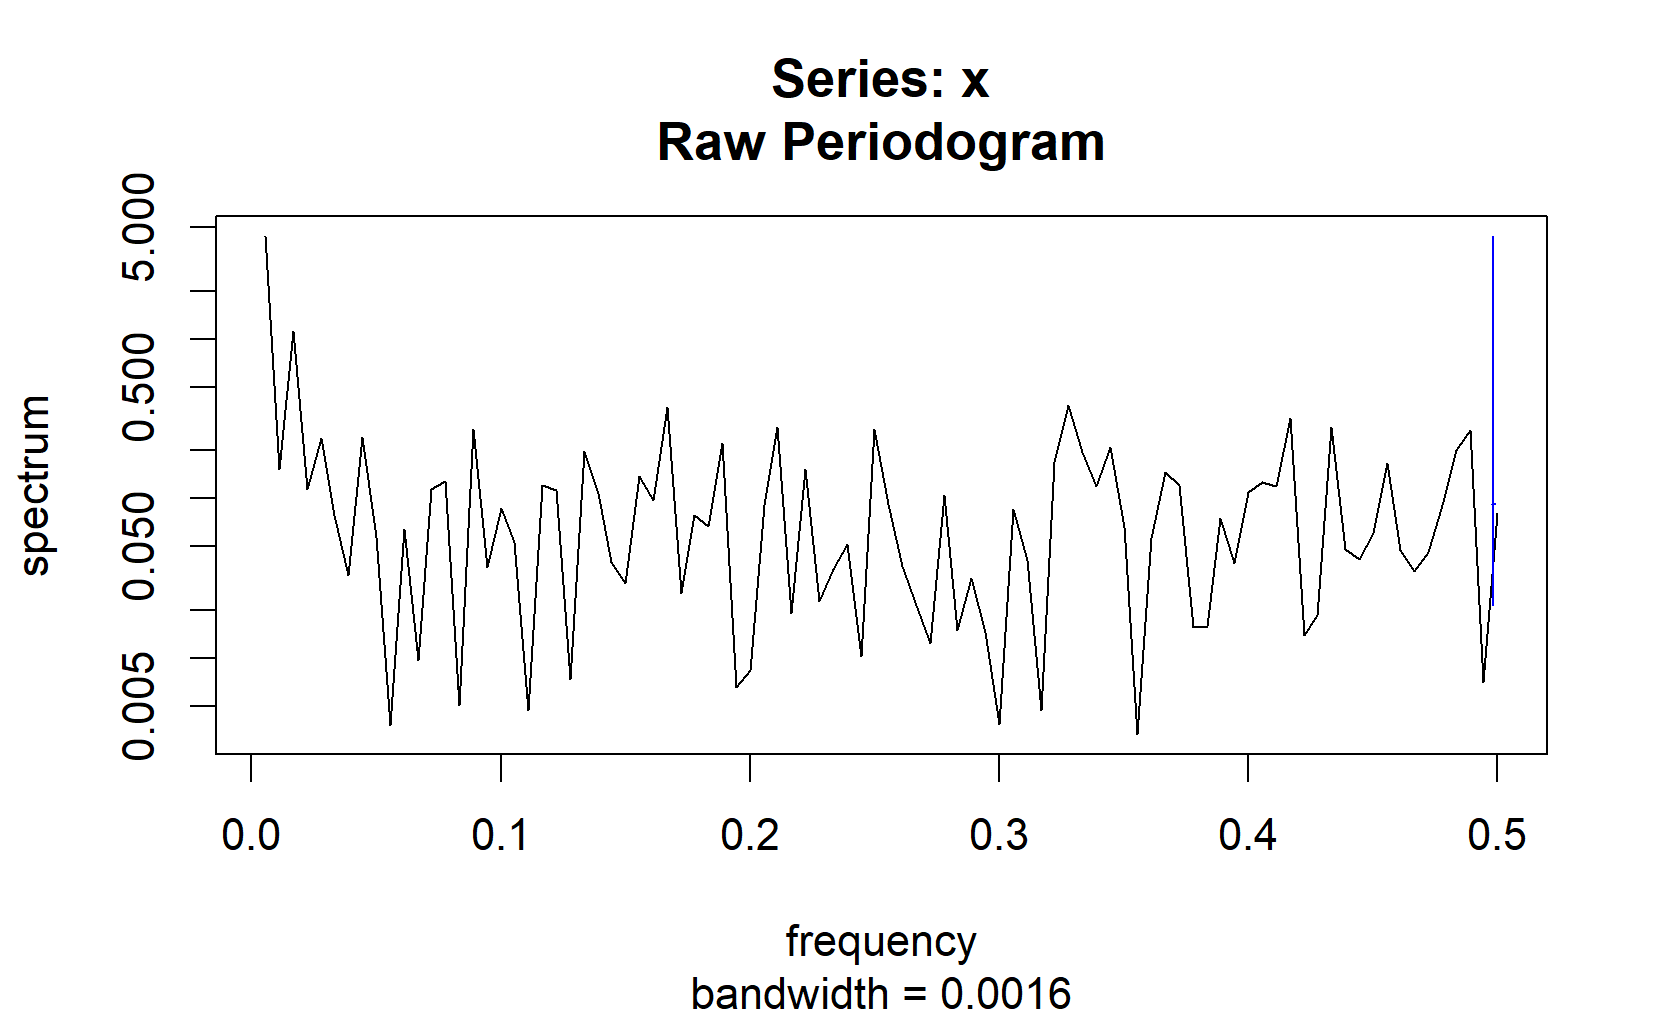 Series: x
Raw Periodogram
spectrum
5.000
0.500
0.050
0.005
0.0 0.1 0.2 0.3 0.4 0.5
frequency
bandwidth = 0.0016